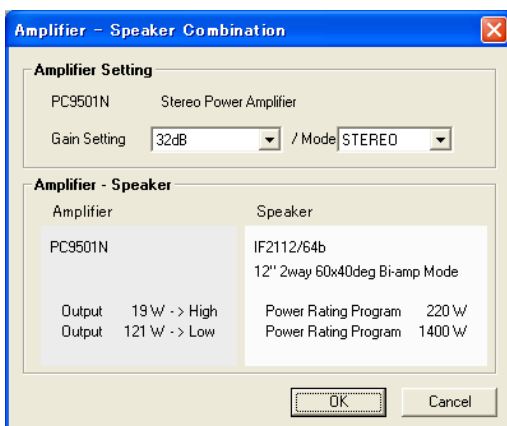 Amplifier - Speaker Combination
Amplifier Setting
PC9501N Stereo Power Amplifier
Gain Setting 32dB / Mode STEREO
Amplifier - Speaker
Amplifier Speaker
PC9501N IF2112/64b
12" 2way 60x40deg Bi-amp Mode
Output 19 W - > High Power Rating Program 220 W
Output 121 W - > Low Power Rating Program 1400 W
OK Cancel